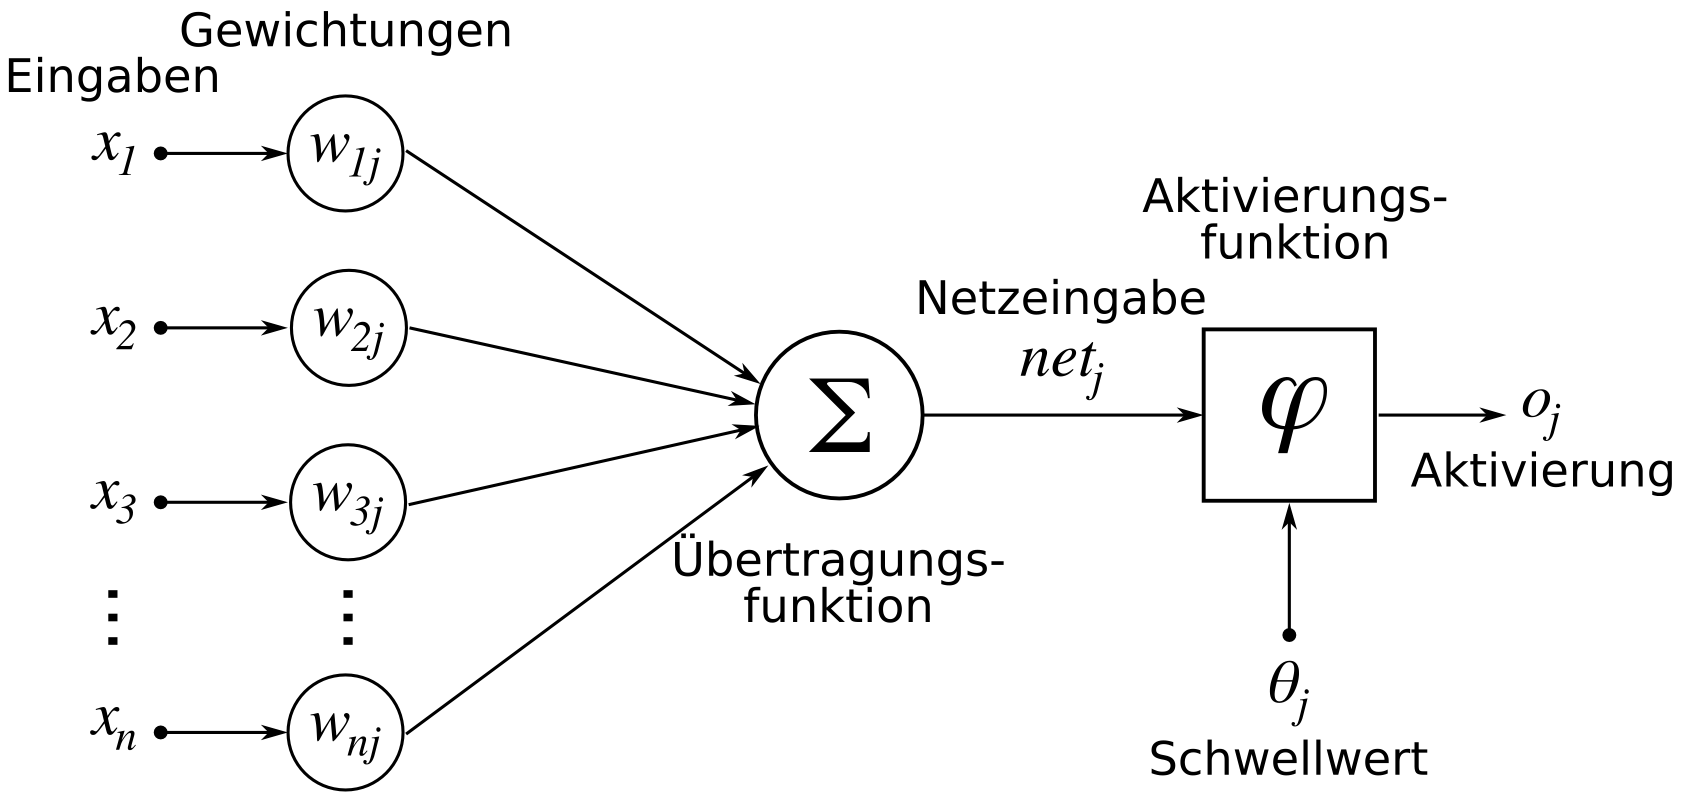 Gewichtungen
Eingaben
x1 w1j
x2 w2j
x3 w3j
⋮ ⋮
xn wnj
Σ
Übertragungs-
funktion
Netzeingabe
netj
Aktivierungs-
funktion
φ
oj
Aktivierung
θj
Schwellwert